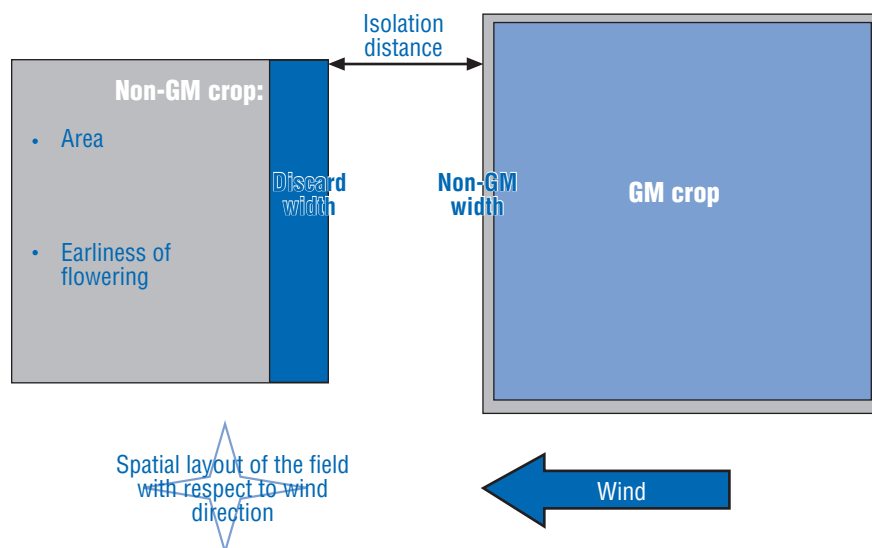 Isolation
distance
Non-GM crop:
• Area
• Earliness of
flowering
Discard
width
Non-GM
width
GM crop
Spatial layout of the field
with respect to wind
direction
Wind